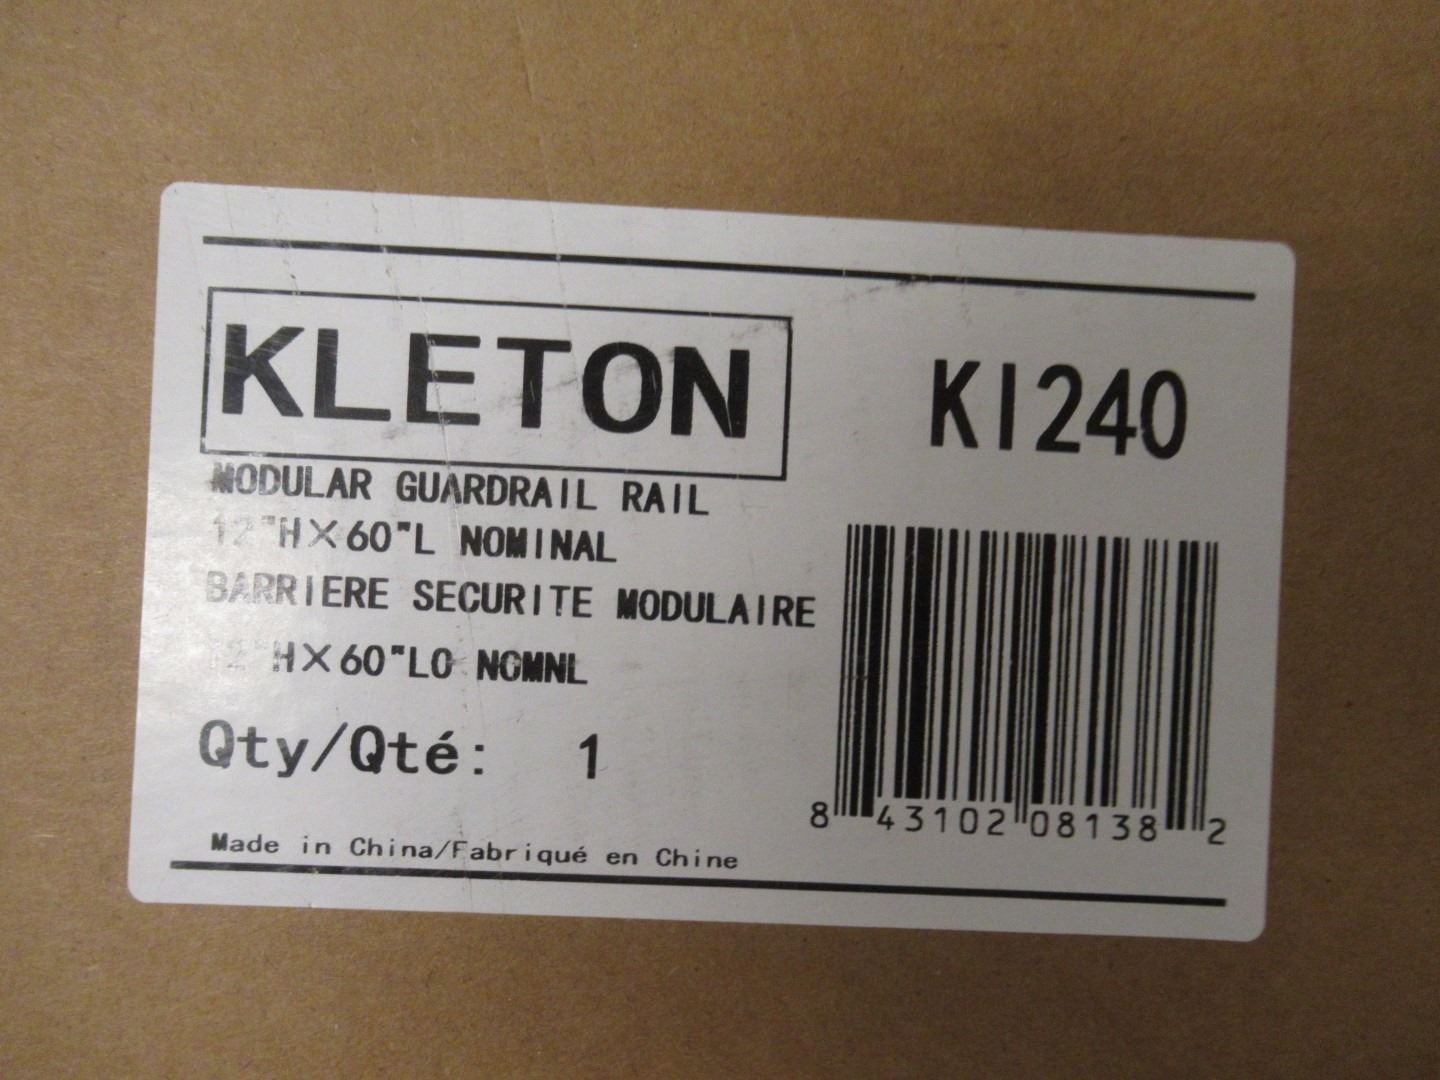 KLETON
KI240
MODULAR GUARDRAIL RAIL
12"H×60"L NOMINAL
BARRIERE SECURITE MODULAIRE
12"H×60"LO NOMNL
Qty/Qté: 1
8 43102 08138 2
Made in China/Fabriqué en Chine